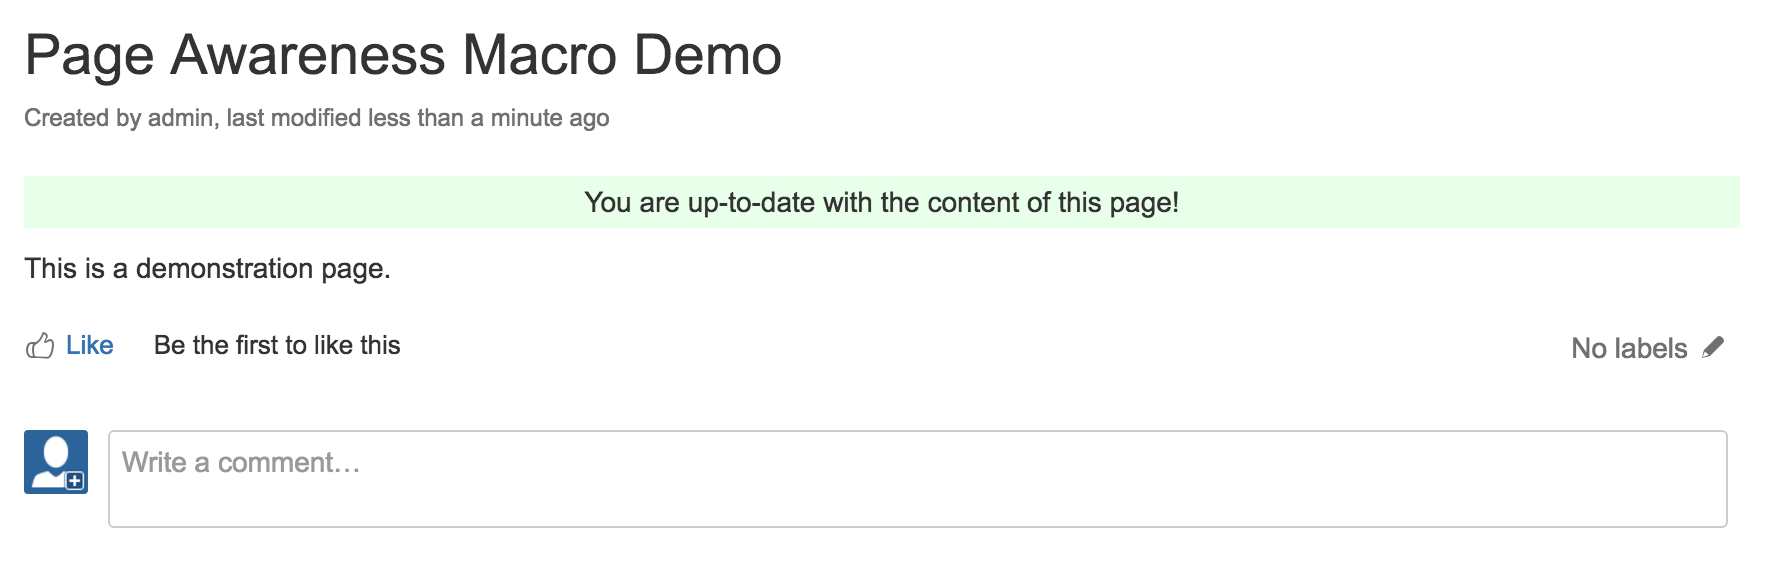 Page Awareness Macro Demo
Created by admin, last modified less than a minute ago
You are up-to-date with the content of this page!
This is a demonstration page.
Like Be the first to like this
No labels
Write a comment…